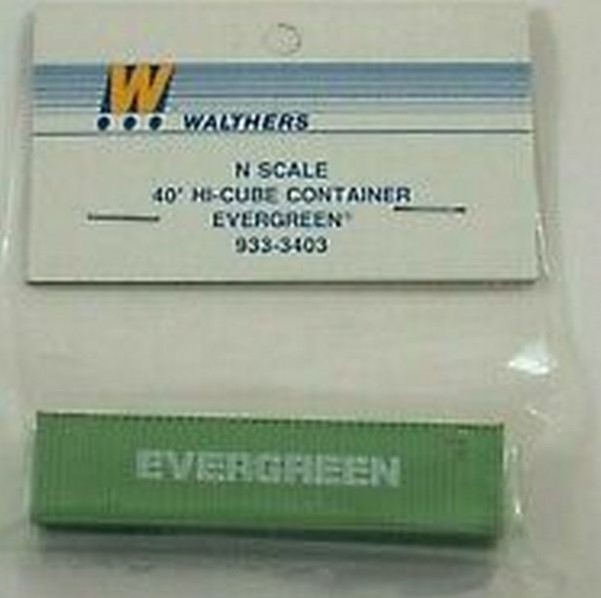 W
WALTHERS
N SCALE
40' HI-CUBE CONTAINER
EVERGREEN®
933-3403
EVERGREEN